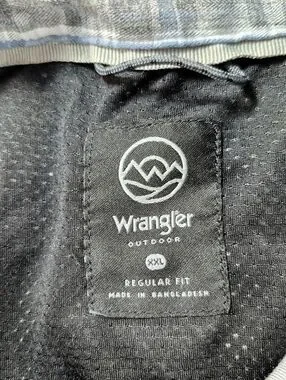 Wrangler
OUTDOOR
XXL
REGULAR FIT
MADE IN BANGLADESH